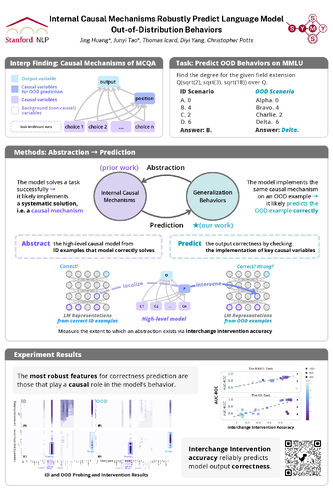 Internal Causal Mechanisms Robustly Predict Language Model
Out-of-Distribution Behaviors
Jing Huang*, Junyi Tao*, Thomas Icard, Diyi Yang, Christopher Potts
Stanford NLP
Interp Finding: Causal Mechanisms of MCQA
Output variable
Causal variables
for OOD prediction
Causal variables
Background (non-causal)
variables
output
position
choice 1
choice 2
...
choice n
Task: Predict OOD Behaviors on MMLU
Find the degree for the given field extension
Q(sqrt(2), sqrt(3), sqrt(18)) over Q.
ID Scenario
OOD Scenario
A. 0
Alpha. 0
B. 4
Bravo. 4
C. 2
Charlie. 2
D. 6
Delta. 6
Answer: B.
Answer: Delta.
Methods: Abstraction → Prediction
(prior work)
Abstraction
The model solves a task
successfully →
it likely implements
a systematic solution,
i.e. a causal mechanism
Internal Causal
Mechanisms
Generalization
Behaviors
The model implements the
same causal mechanism
on an OOD example →
it likely predicts the
OOD example correctly
Prediction
★(our work)
Abstract the high-level causal model from
ID examples that model correctly solves
Predict the output correctness by checking
the implementation of key causal variables
Correct!
Correct? Wrong?
localize
intervene
LM Representations
from correct ID examples
High-level model
LM Representations
from OOD examples
Measure the extent to which an abstraction exists via interchange intervention accuracy
Experiment Results
The most robust features for correctness prediction are
those that play a causal role in the model's behavior.
ID
OOD
ID and OOD Probing and Intervention Results
AUC-ROC
Interchange Intervention Accuracy
Interchange Intervention
accuracy reliably predicts
model output correctness.